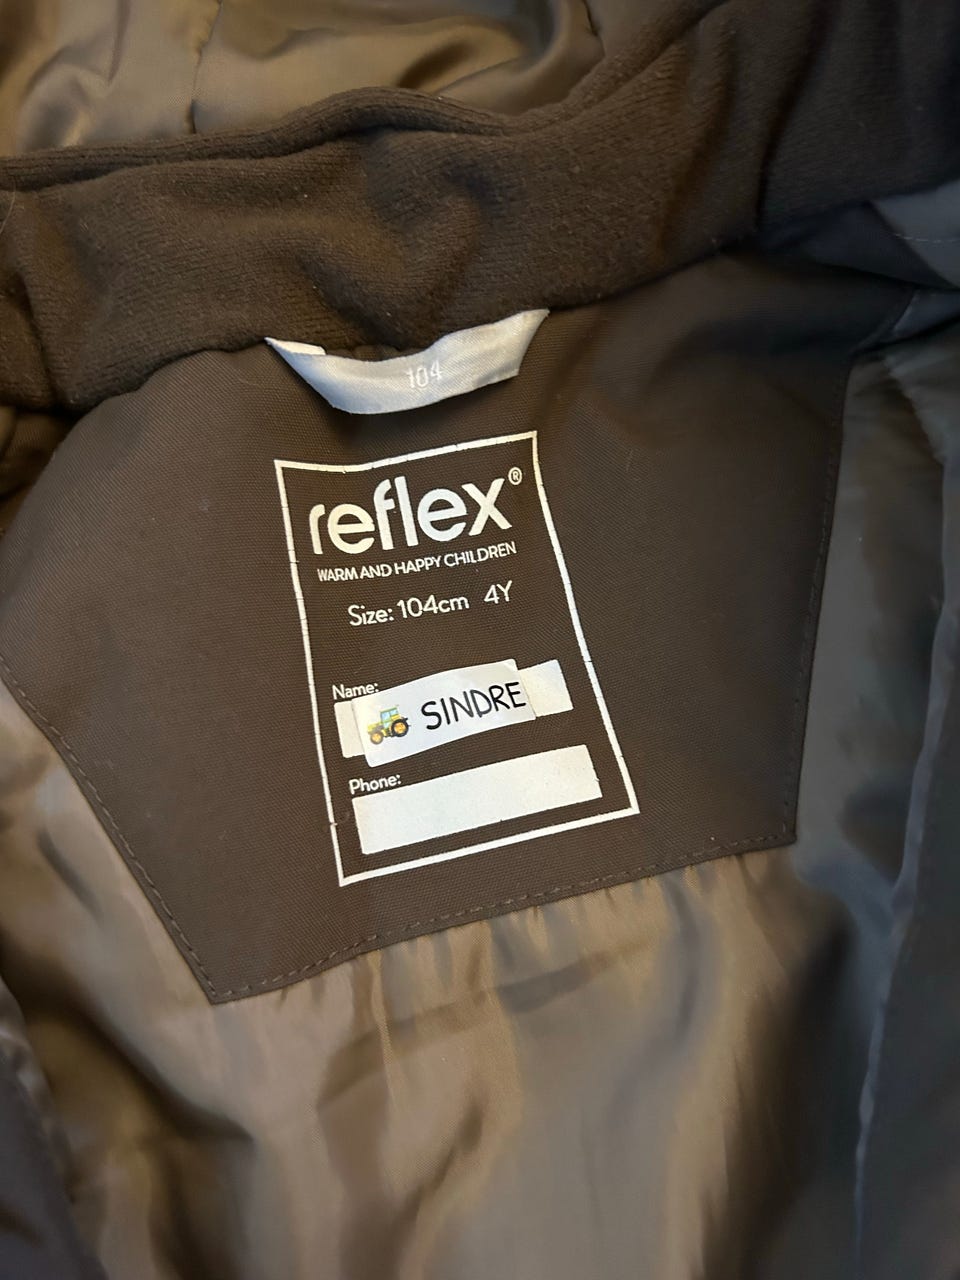 104
reflex®
WARM AND HAPPY CHILDREN
Size: 104cm 4Y
Name:
SINDRE
Phone: